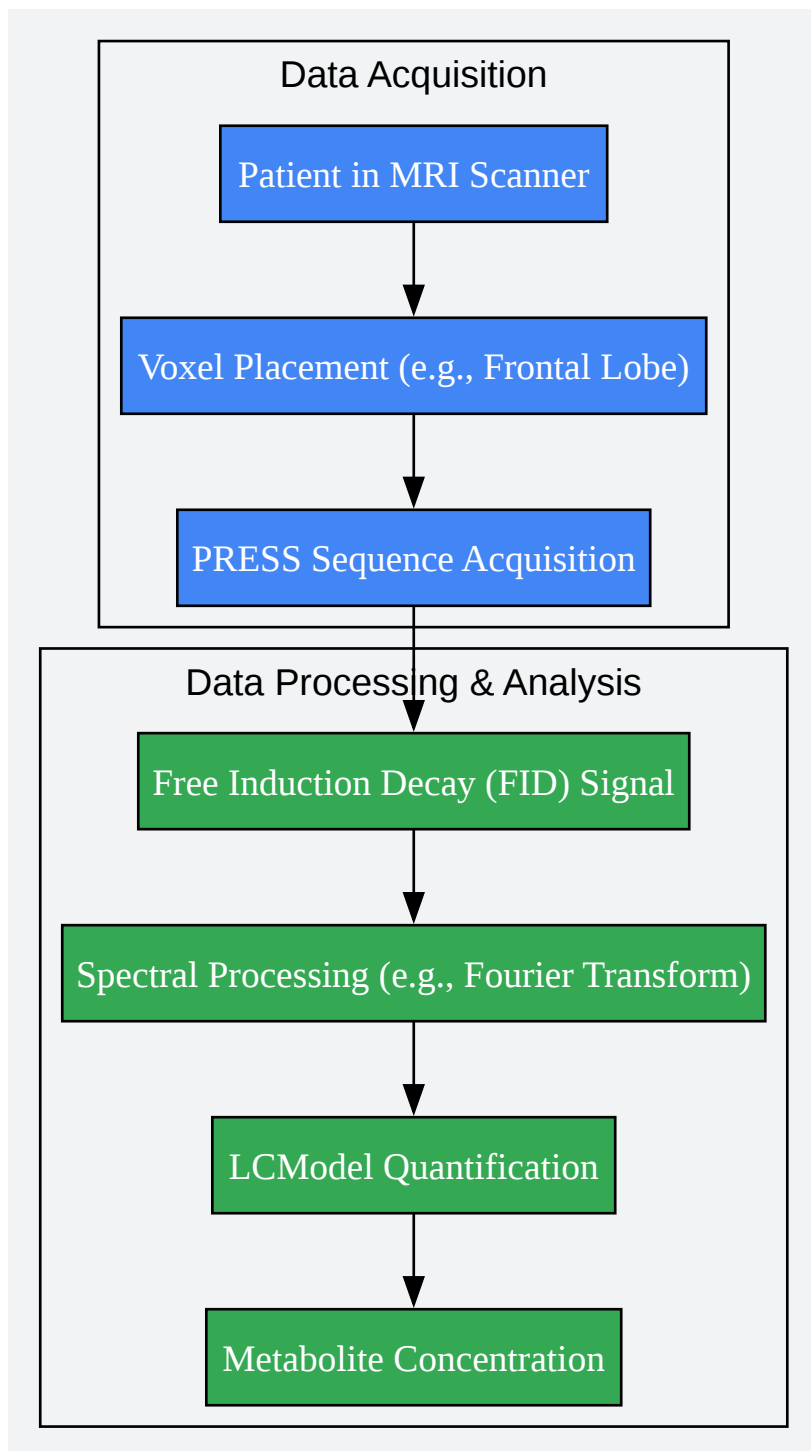 Data Acquisition
Patient in MRI Scanner
Voxel Placement (e.g., Frontal Lobe)
PRESS Sequence Acquisition
Data Processing & Analysis
Free Induction Decay (FID) Signal
Spectral Processing (e.g., Fourier Transform)
LCModel Quantification
Metabolite Concentration